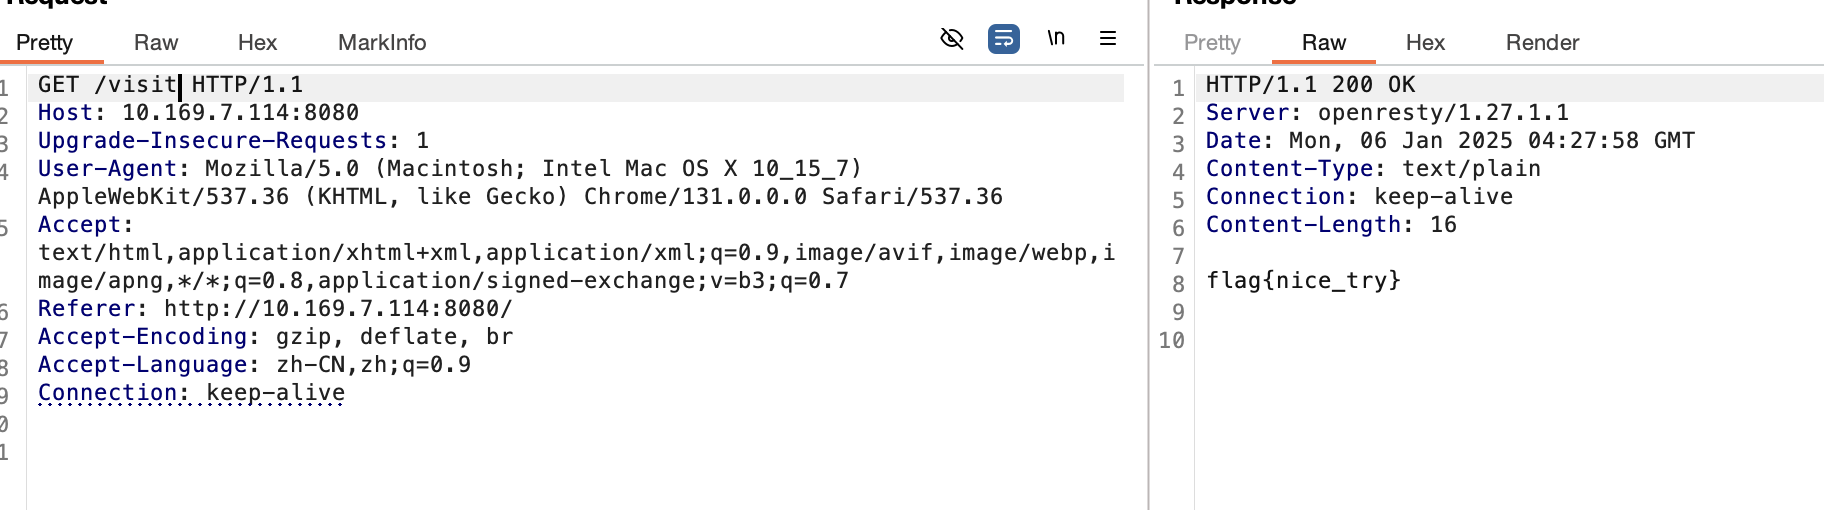 Request
Pretty Raw Hex MarkInfo \n
1 GET /visit HTTP/1.1
2 Host: 10.169.7.114:8080
3 Upgrade-Insecure-Requests: 1
4 User-Agent: Mozilla/5.0 (Macintosh; Intel Mac OS X 10_15_7)
AppleWebKit/537.36 (KHTML, like Gecko) Chrome/131.0.0.0 Safari/537.36
5 Accept:
text/html,application/xhtml+xml,application/xml;q=0.9,image/avif,image/webp,i
mage/apng,*/*;q=0.8,application/signed-exchange;v=b3;q=0.7
6 Referer: http://10.169.7.114:8080/
7 Accept-Encoding: gzip, deflate, br
8 Accept-Language: zh-CN,zh;q=0.9
9 Connection: keep-alive
0
1
Response
Pretty Raw Hex Render
1 HTTP/1.1 200 OK
2 Server: openresty/1.27.1.1
3 Date: Mon, 06 Jan 2025 04:27:58 GMT
4 Content-Type: text/plain
5 Connection: keep-alive
6 Content-Length: 16
7
8 flag{nice_try}
9
10